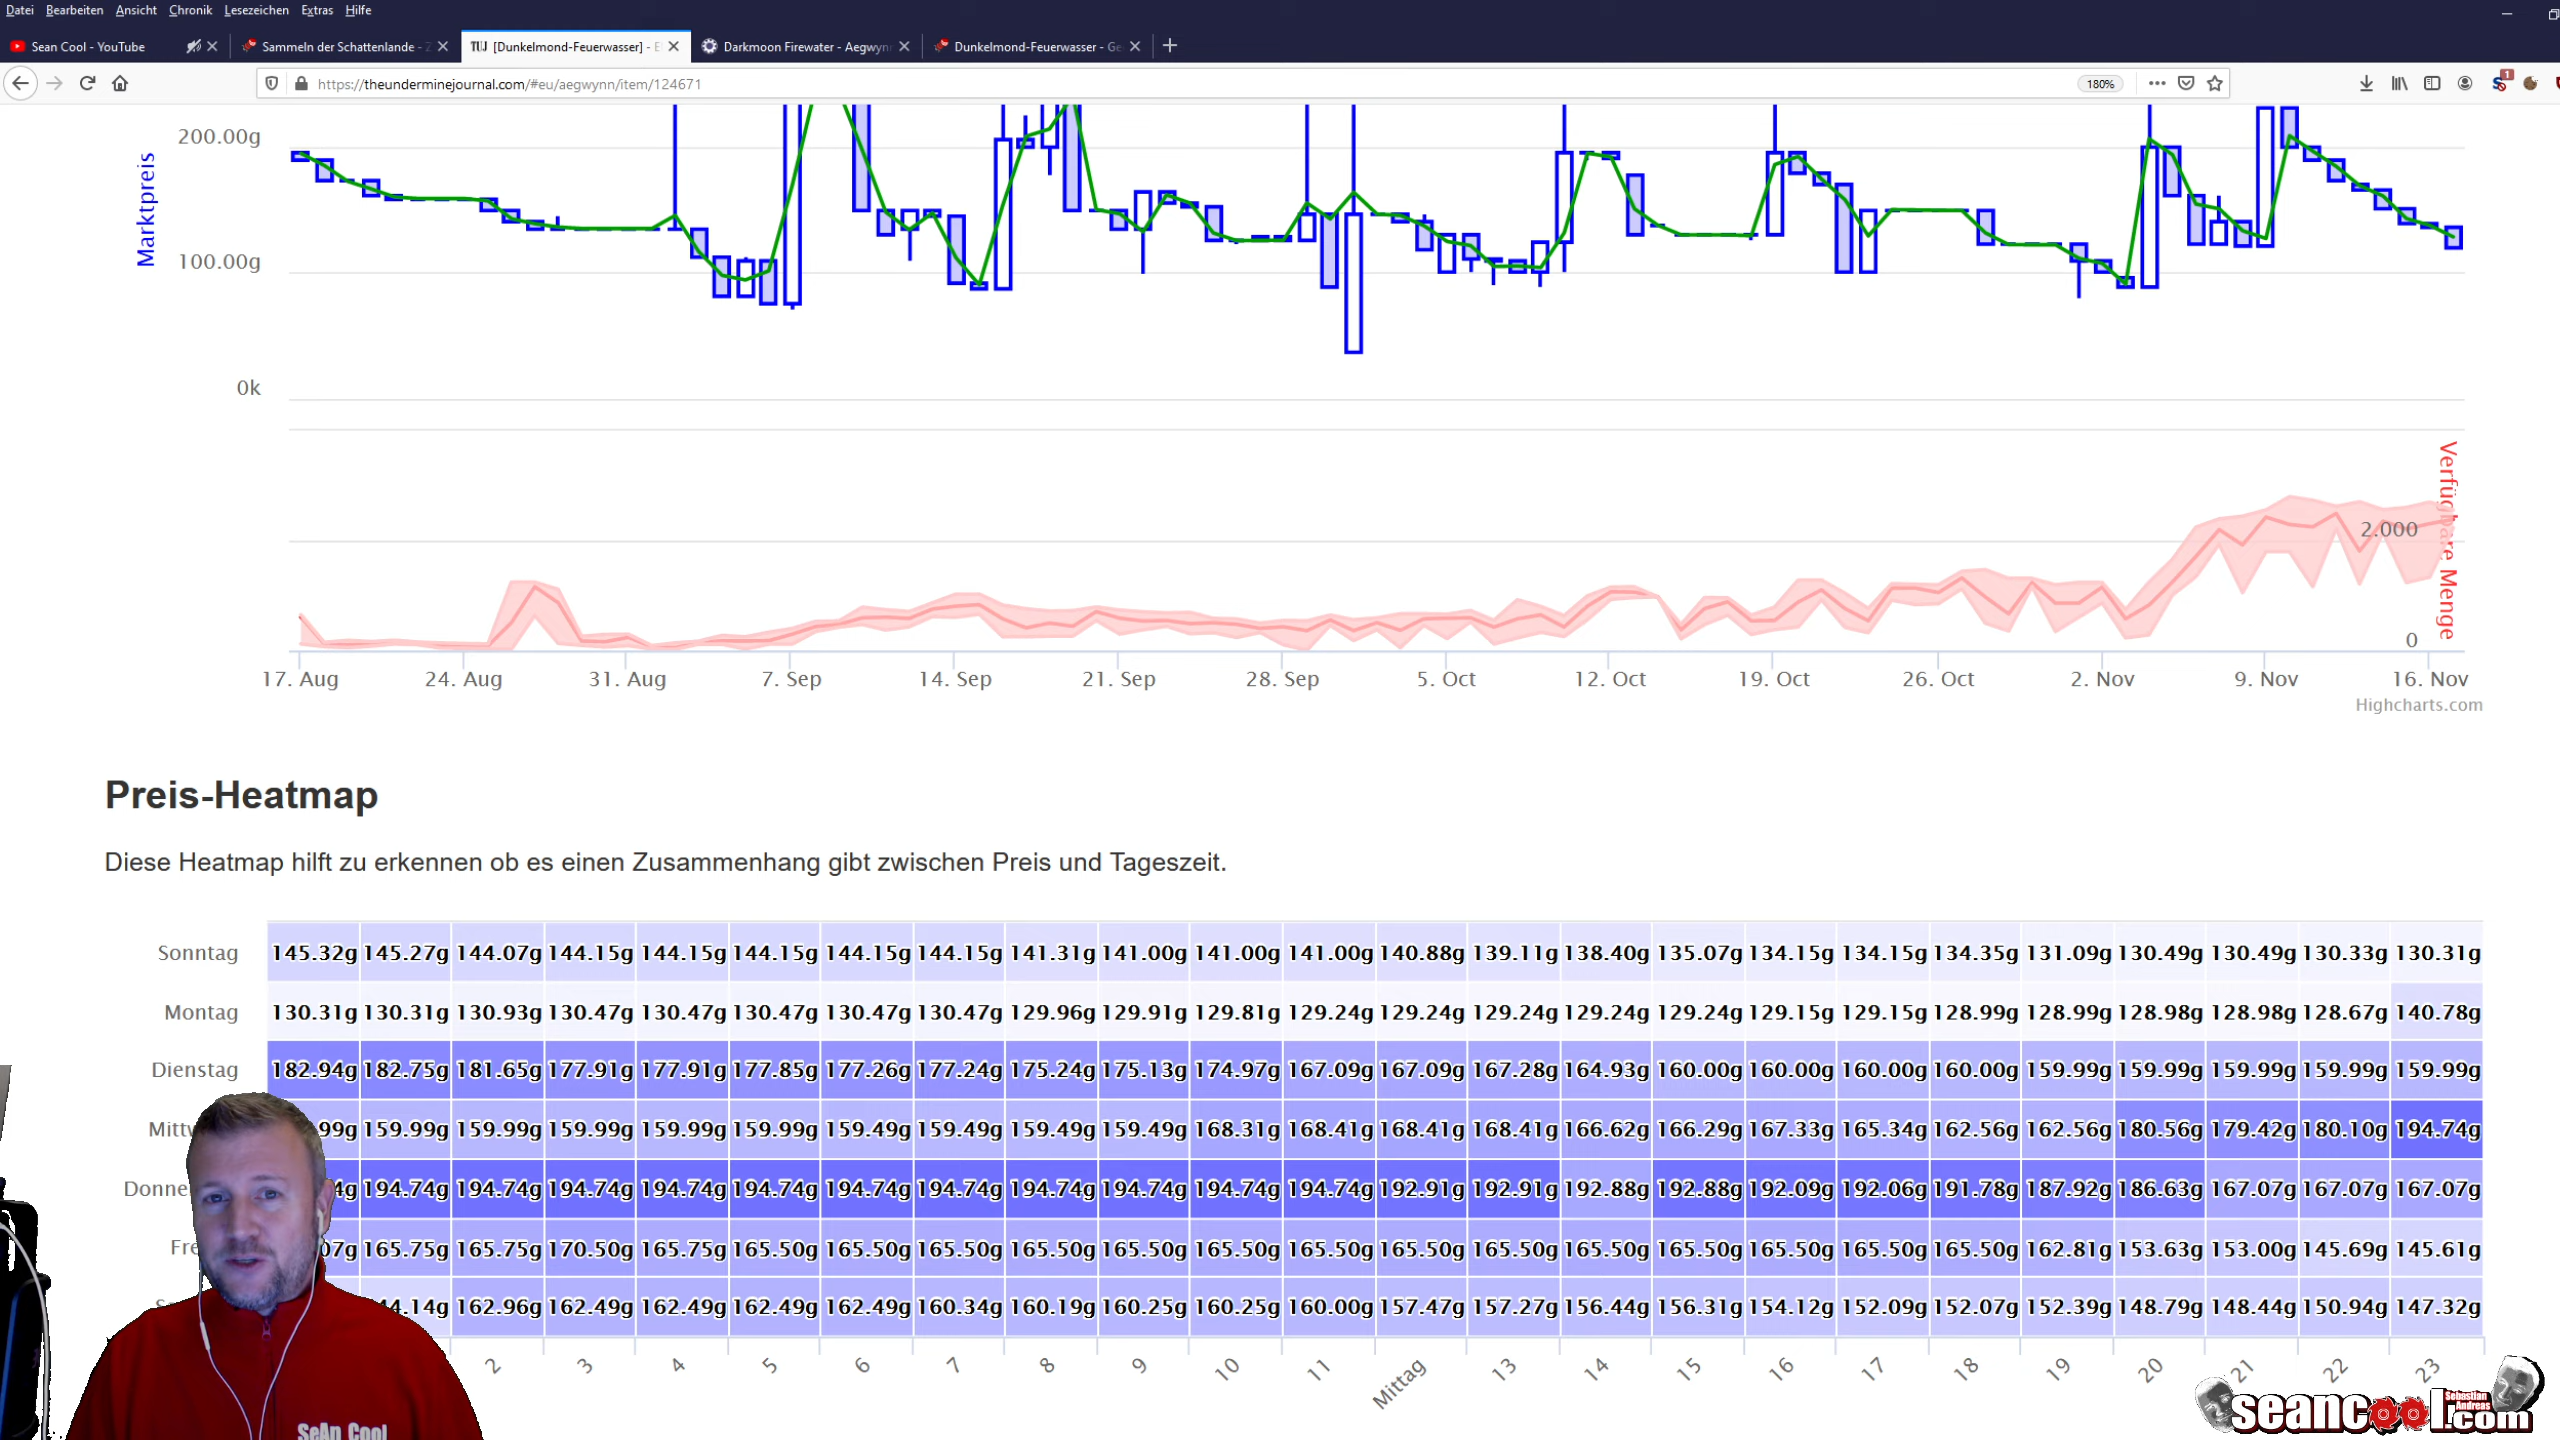 Datei Bearbeiten Ansicht Chronik Lesezeichen Extras Hilfe
Sean Cool - YouTube Sammeln der Schattenlande - TUJ [Dunkelmond-Feuerwasser] - Darkmoon Firewater - Aegwynn Dunkelmond-Feuerwasser -
https://theunderminejournal.com/#eu/aegwynn/item/124671 180% 1
200.00g
100.00g
0k
Marktpreis
Verfügbare Menge
2.000
0
17. Aug 24. Aug 31. Aug 7. Sep 14. Sep 21. Sep 28. Sep 5. Oct 12. Oct 19. Oct 26. Oct 2. Nov 9. Nov 16. Nov
Highcharts.com
Preis-Heatmap
Diese Heatmap hilft zu erkennen ob es einen Zusammenhang gibt zwischen Preis und Tageszeit.
Sonntag 145.32g 145.27g 144.07g 144.15g 144.15g 144.15g 144.15g 144.15g 141.31g 141.00g 141.00g 141.00g 140.88g 139.11g 138.40g 135.07g 134.15g 134.15g 134.35g 131.09g 130.49g 130.49g 130.33g 130.31g
Montag 130.31g 130.31g 130.93g 130.47g 130.47g 130.47g 130.47g 130.47g 129.96g 129.91g 129.81g 129.24g 129.24g 129.24g 129.24g 129.24g 129.15g 129.15g 128.99g 128.99g 128.98g 128.98g 128.67g 140.78g
Dienstag 182.94g 182.75g 181.65g 177.91g 177.91g 177.85g 177.26g 177.24g 175.24g 175.13g 174.97g 167.09g 167.09g 167.28g 164.93g 160.00g 160.00g 160.00g 160.00g 159.99g 159.99g 159.99g 159.99g 159.99g
Mittw 99g 159.99g 159.99g 159.99g 159.99g 159.99g 159.49g 159.49g 159.49g 159.49g 168.31g 168.41g 168.41g 168.41g 166.62g 166.29g 167.33g 165.34g 162.56g 162.56g 180.56g 179.42g 180.10g 194.74g
Donne 4g 194.74g 194.74g 194.74g 194.74g 194.74g 194.74g 194.74g 194.74g 194.74g 194.74g 194.74g 192.91g 192.91g 192.88g 192.88g 192.09g 192.06g 191.78g 187.92g 186.63g 167.07g 167.07g 167.07g
Fre 07g 165.75g 165.75g 170.50g 165.75g 165.50g 165.50g 165.50g 165.50g 165.50g 165.50g 165.50g 165.50g 165.50g 165.50g 165.50g 165.50g 165.50g 165.50g 162.81g 153.63g 153.00g 145.69g 145.61g
4.14g 162.96g 162.49g 162.49g 162.49g 162.49g 160.34g 160.19g 160.25g 160.25g 160.00g 157.47g 157.27g 156.44g 156.31g 154.12g 152.09g 152.07g 152.39g 148.79g 148.44g 150.94g 147.32g
2 3 4 5 6 7 8 9 10 11 Mittag 13 14 15 16 17 18 19 20 21 22 23
SeAn Cool
seancool.com
Sebastian
Andreas